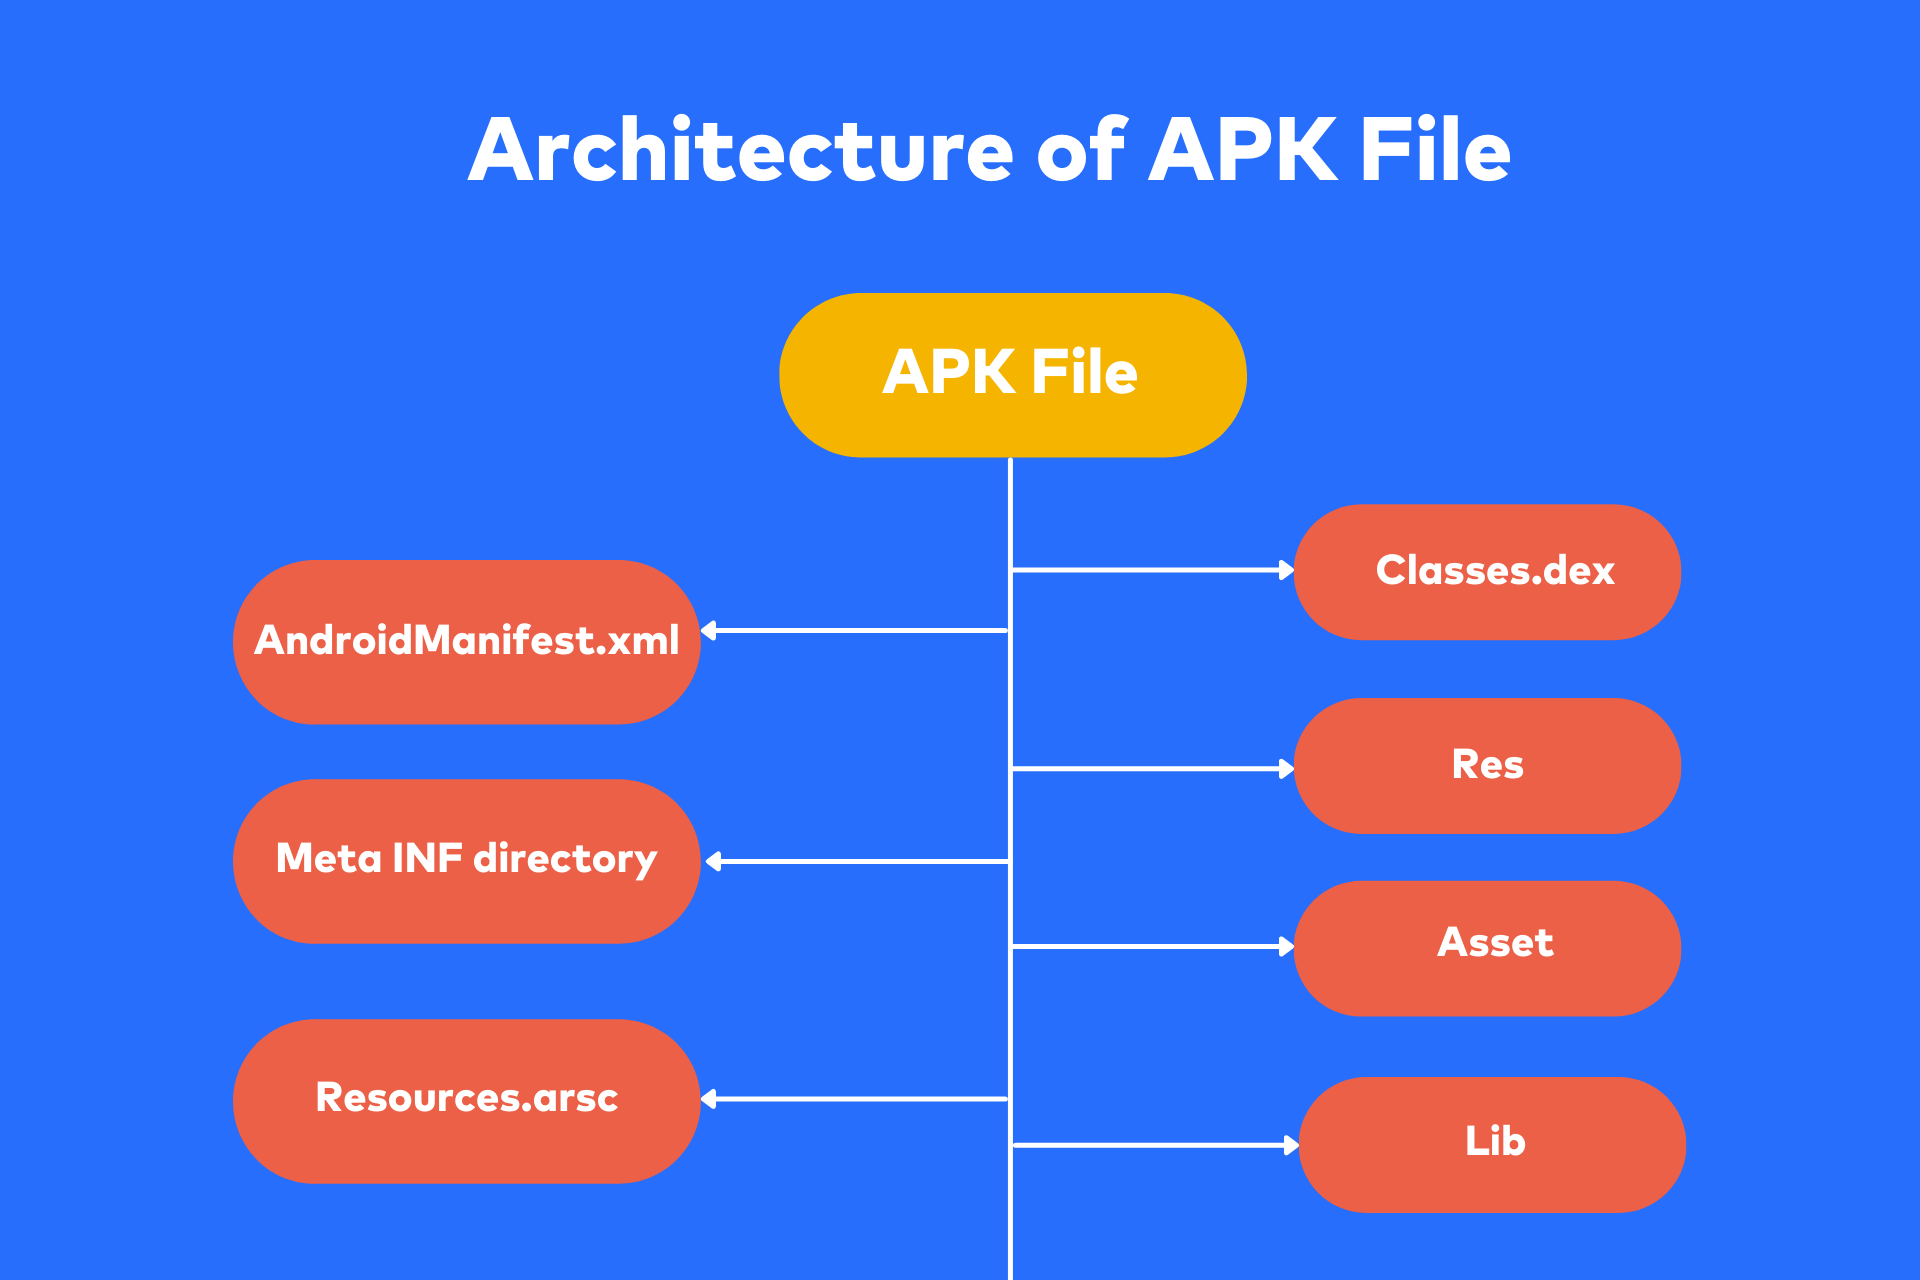 Architecture of APK File
APK File
Classes.dex
AndroidManifest.xml
Res
Meta INF directory
Asset
Resources.arsc
Lib